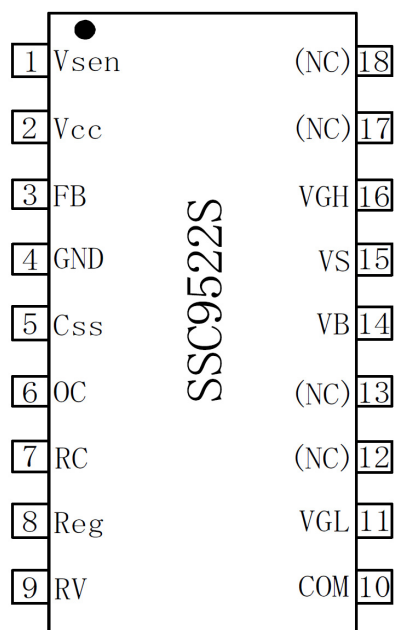 1 Vsen (NC) 18
2 Vcc (NC) 17
3 FB VGH 16
4 GND VS 15
5 Css VB 14
6 OC (NC) 13
7 RC (NC) 12
8 Reg VGL 11
9 RV COM 10
SSC9522S